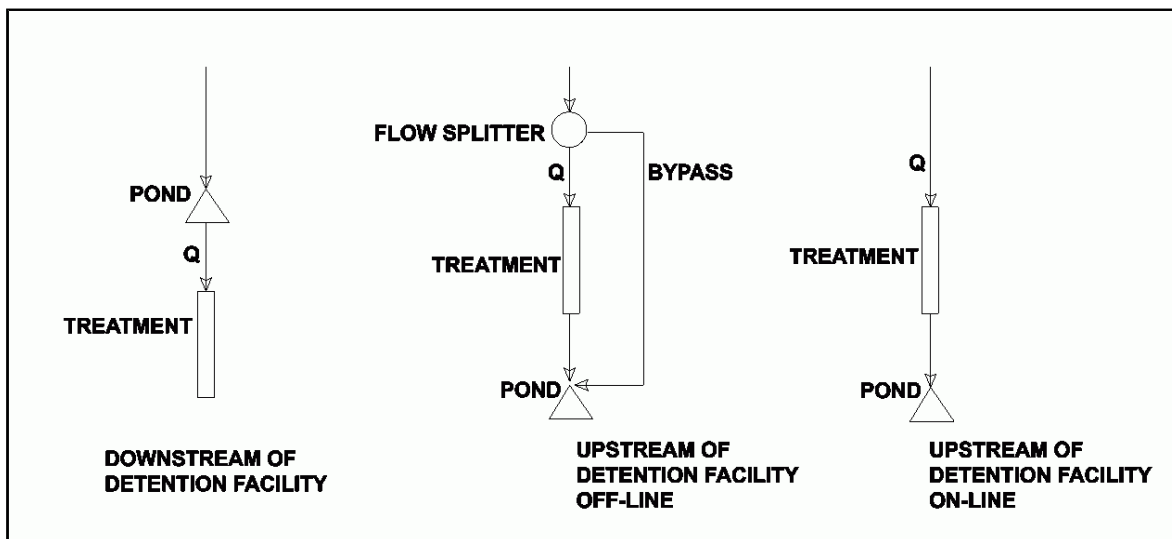 POND
Q
TREATMENT
DOWNSTREAM OF
DETENTION FACILITY
FLOW SPLITTER
Q
BYPASS
TREATMENT
POND
UPSTREAM OF
DETENTION FACILITY
OFF-LINE
Q
TREATMENT
POND
UPSTREAM OF
DETENTION FACILITY
ON-LINE